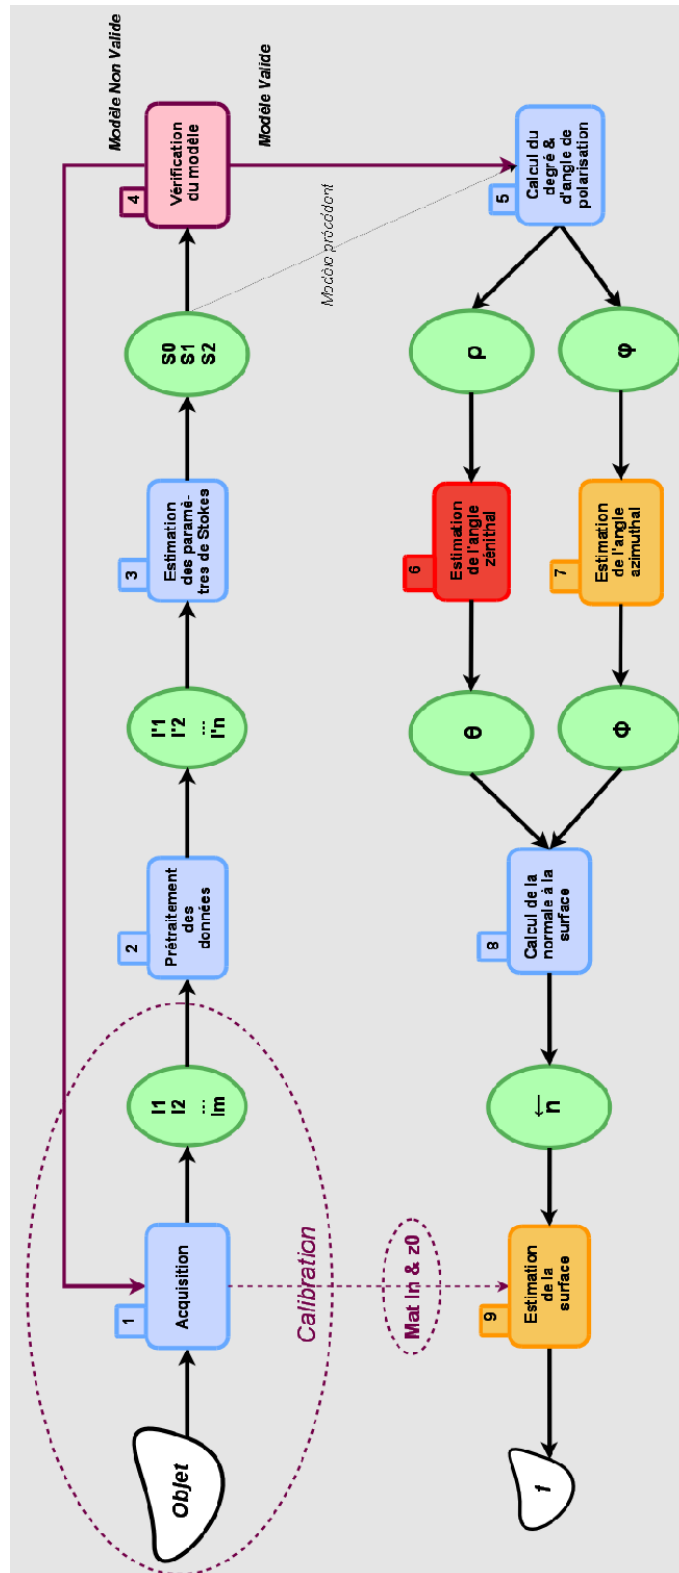 Objet
1
Acquisition
I1
I2
...
Im
2
Prétraitement
des
données
I'1
I'2
...
I'n
3
Estimation
des paramé-
tres de Stokes
S0
S1
S2
4
Vérification
du modèle
Modèle Non Valide
Modèle Valide
Modèle précédent
Calibration
Mat In & z0
5
Calcul du
degré &
d'angle de
polarisation
ρ
φ
6
Estimation
de l'angle
zénithal
7
Estimation
de l'angle
azimuthal
θ
Φ
8
Calcul de la
normale à la
surface
n
9
Estimation
de la
surface